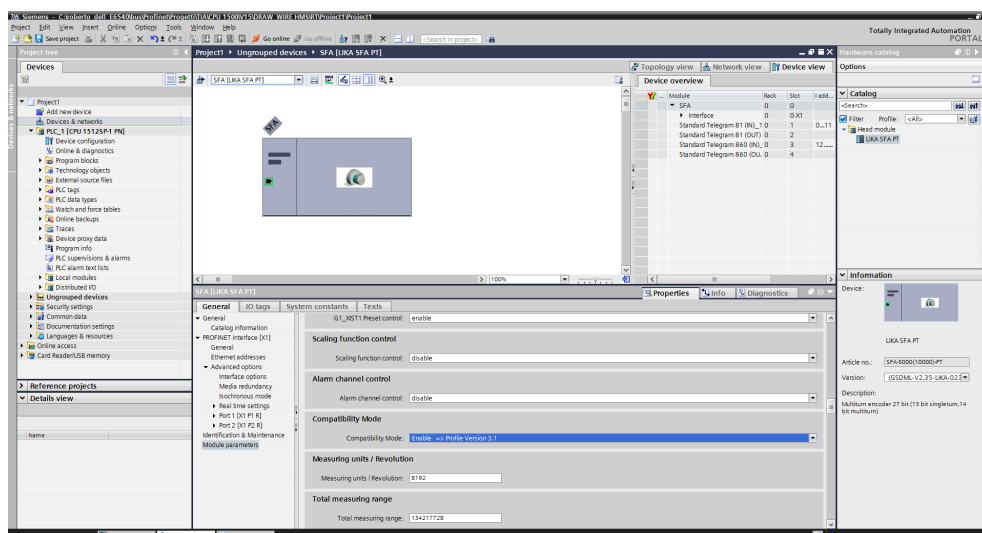 Siemens - C:\roberto_dell_E6540\bus\Profinet\Progetti\TIA\CPU 1500\V15\DRAW_WIRE HMS\RT\Project1\Project1
Project Edit View Insert Online Options Tools Window Help
Save project Go online Go offline <Search in project>
Totally Integrated Automation
PORTAL
Project tree
Devices
Devices & networks
Project1
Add new device
Devices & networks
PLC_1 [CPU 1512SP-1 PN]
Device configuration
Online & diagnostics
Program blocks
Technology objects
External source files
PLC tags
PLC data types
Watch and force tables
Online backups
Traces
Device proxy data
Program info
PLC supervisions & alarms
PLC alarm text lists
Local modules
Distributed I/O
Ungrouped devices
Security settings
Common data
Documentation settings
Languages & resources
Online access
Card Reader/USB memory
Reference projects
Details view
Name
Project1 Ungrouped devices SFA [LIKA SFA PT]
Topology view Network view Device view
SFA [LIKA SFA PT]
SFA
100%
Device overview
Module Rack Slot I add...
SFA 0 0
Interface 0 0 X1
Standard Telegram 81 (IN)_1 0 1 0...11
Standard Telegram 81 (OUT) 0 2
Standard Telegram 860 (IN)_ 0 3 12......
Standard Telegram 860 (OU.. 0 4
SFA [LIKA SFA PT]
Properties Info Diagnostics
General IO tags System constants Texts
General
Catalog information
PROFINET interface [X1]
General
Ethernet addresses
Advanced options
Interface options
Media redundancy
Isochronous mode
Real time settings
Port 1 [X1 P1 R]
Port 2 [X1 P2 R]
Identification & Maintenance
Module parameters
G1_XIST1 Preset control: enable
Scaling function control
Scaling function control: disable
Alarm channel control
Alarm channel control: disable
Compatibility Mode
Compatibility Mode: Enable => Profile Version 3.1
Measuring units / Revolution
Measuring units / Revolution: 8192
Total measuring range
Total measuring range: 134217728
Hardware catalog
Options
Catalog
<Search>
Filter Profile: <All>
Head module
LIKA SFA PT
Information
Device:
LIKA SFA PT
Article no.: SFA-5000(10000)-PT
Version: (GSDML-V2.35-LIKA-023
Description:
Multiturn encoder 27 bit (13 bit singleturn,14
bit multiturn)